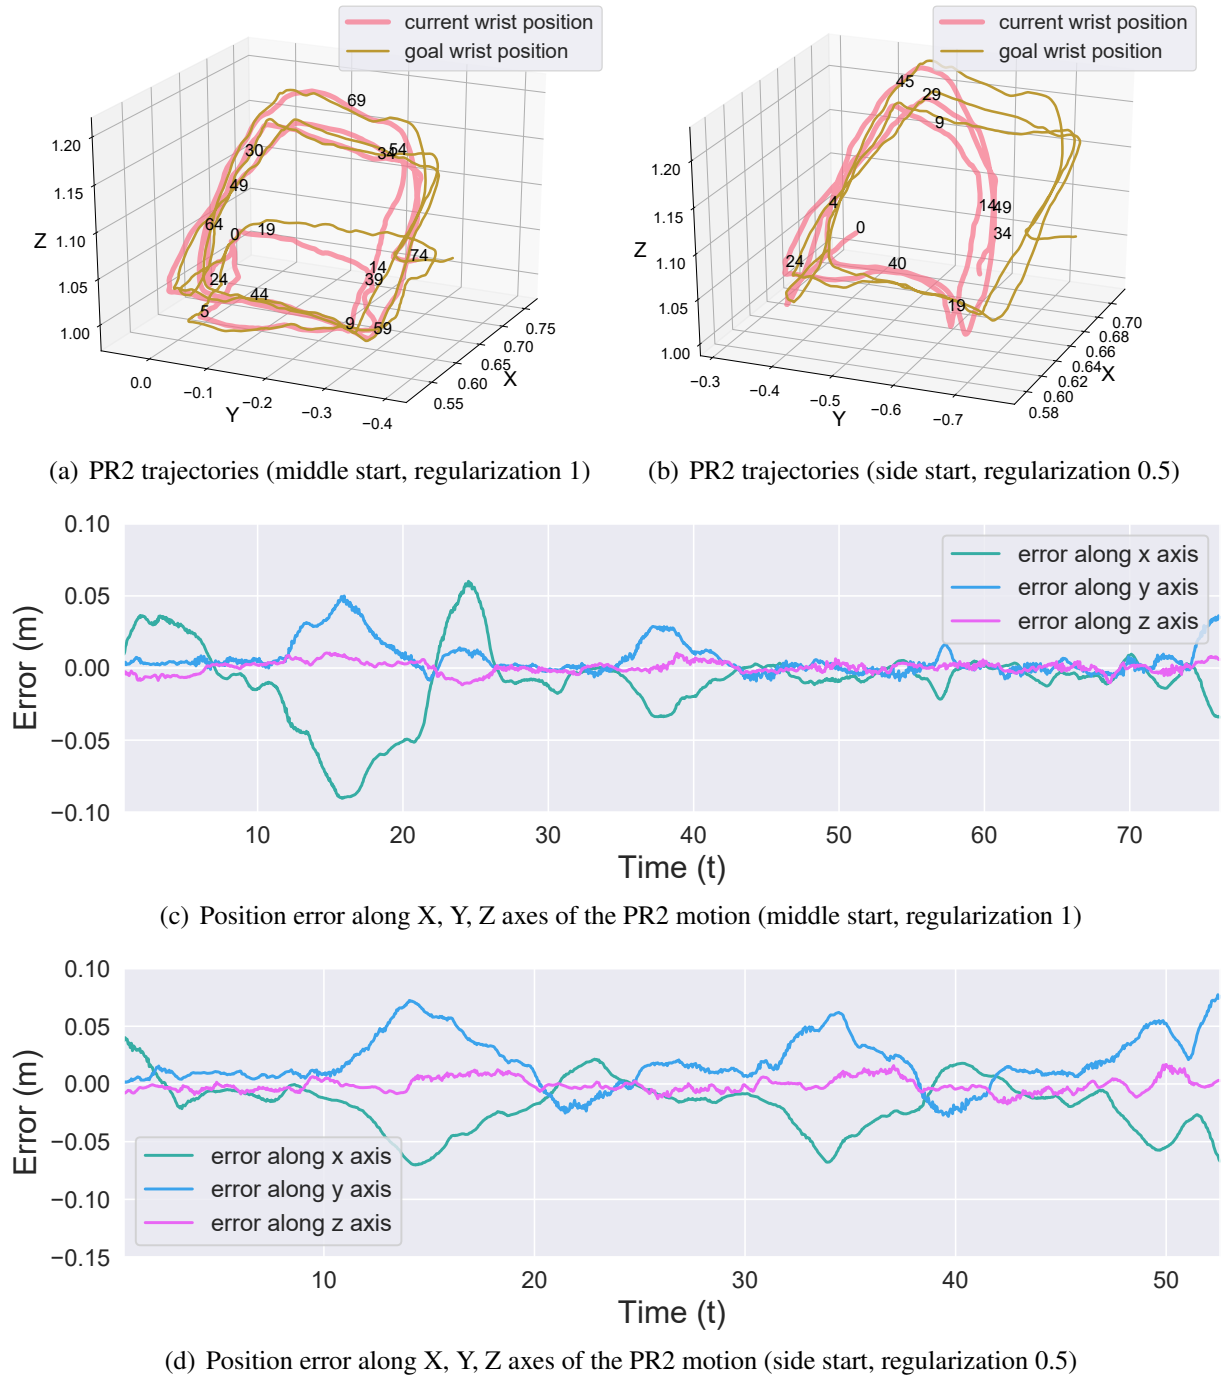 current wrist position
goal wrist position
69
30
34
54
49
64
0
19
74
14
39
24
44
5
9
59
1.20
1.15
1.10
1.05
1.00
Z
0.0
−0.1
−0.2
−0.3
−0.4
Y
0.55
0.60
0.65
0.70
0.75
X
(a) PR2 trajectories (middle start, regularization 1)
current wrist position
goal wrist position
45
29
9
4
0
14
49
34
24
40
19
1.20
1.15
1.10
1.05
1.00
Z
−0.3
−0.4
−0.5
−0.6
−0.7
Y
0.58
0.60
0.62
0.64
0.66
0.68
0.70
X
(b) PR2 trajectories (side start, regularization 0.5)
0.10
0.05
0.00
−0.05
−0.10
Error (m)
error along x axis
error along y axis
error along z axis
10 20 30 40 50 60 70
Time (t)
(c) Position error along X, Y, Z axes of the PR2 motion (middle start, regularization 1)
0.10
0.05
0.00
−0.05
−0.10
−0.15
Error (m)
error along x axis
error along y axis
error along z axis
10 20 30 40 50
Time (t)
(d) Position error along X, Y, Z axes of the PR2 motion (side start, regularization 0.5)